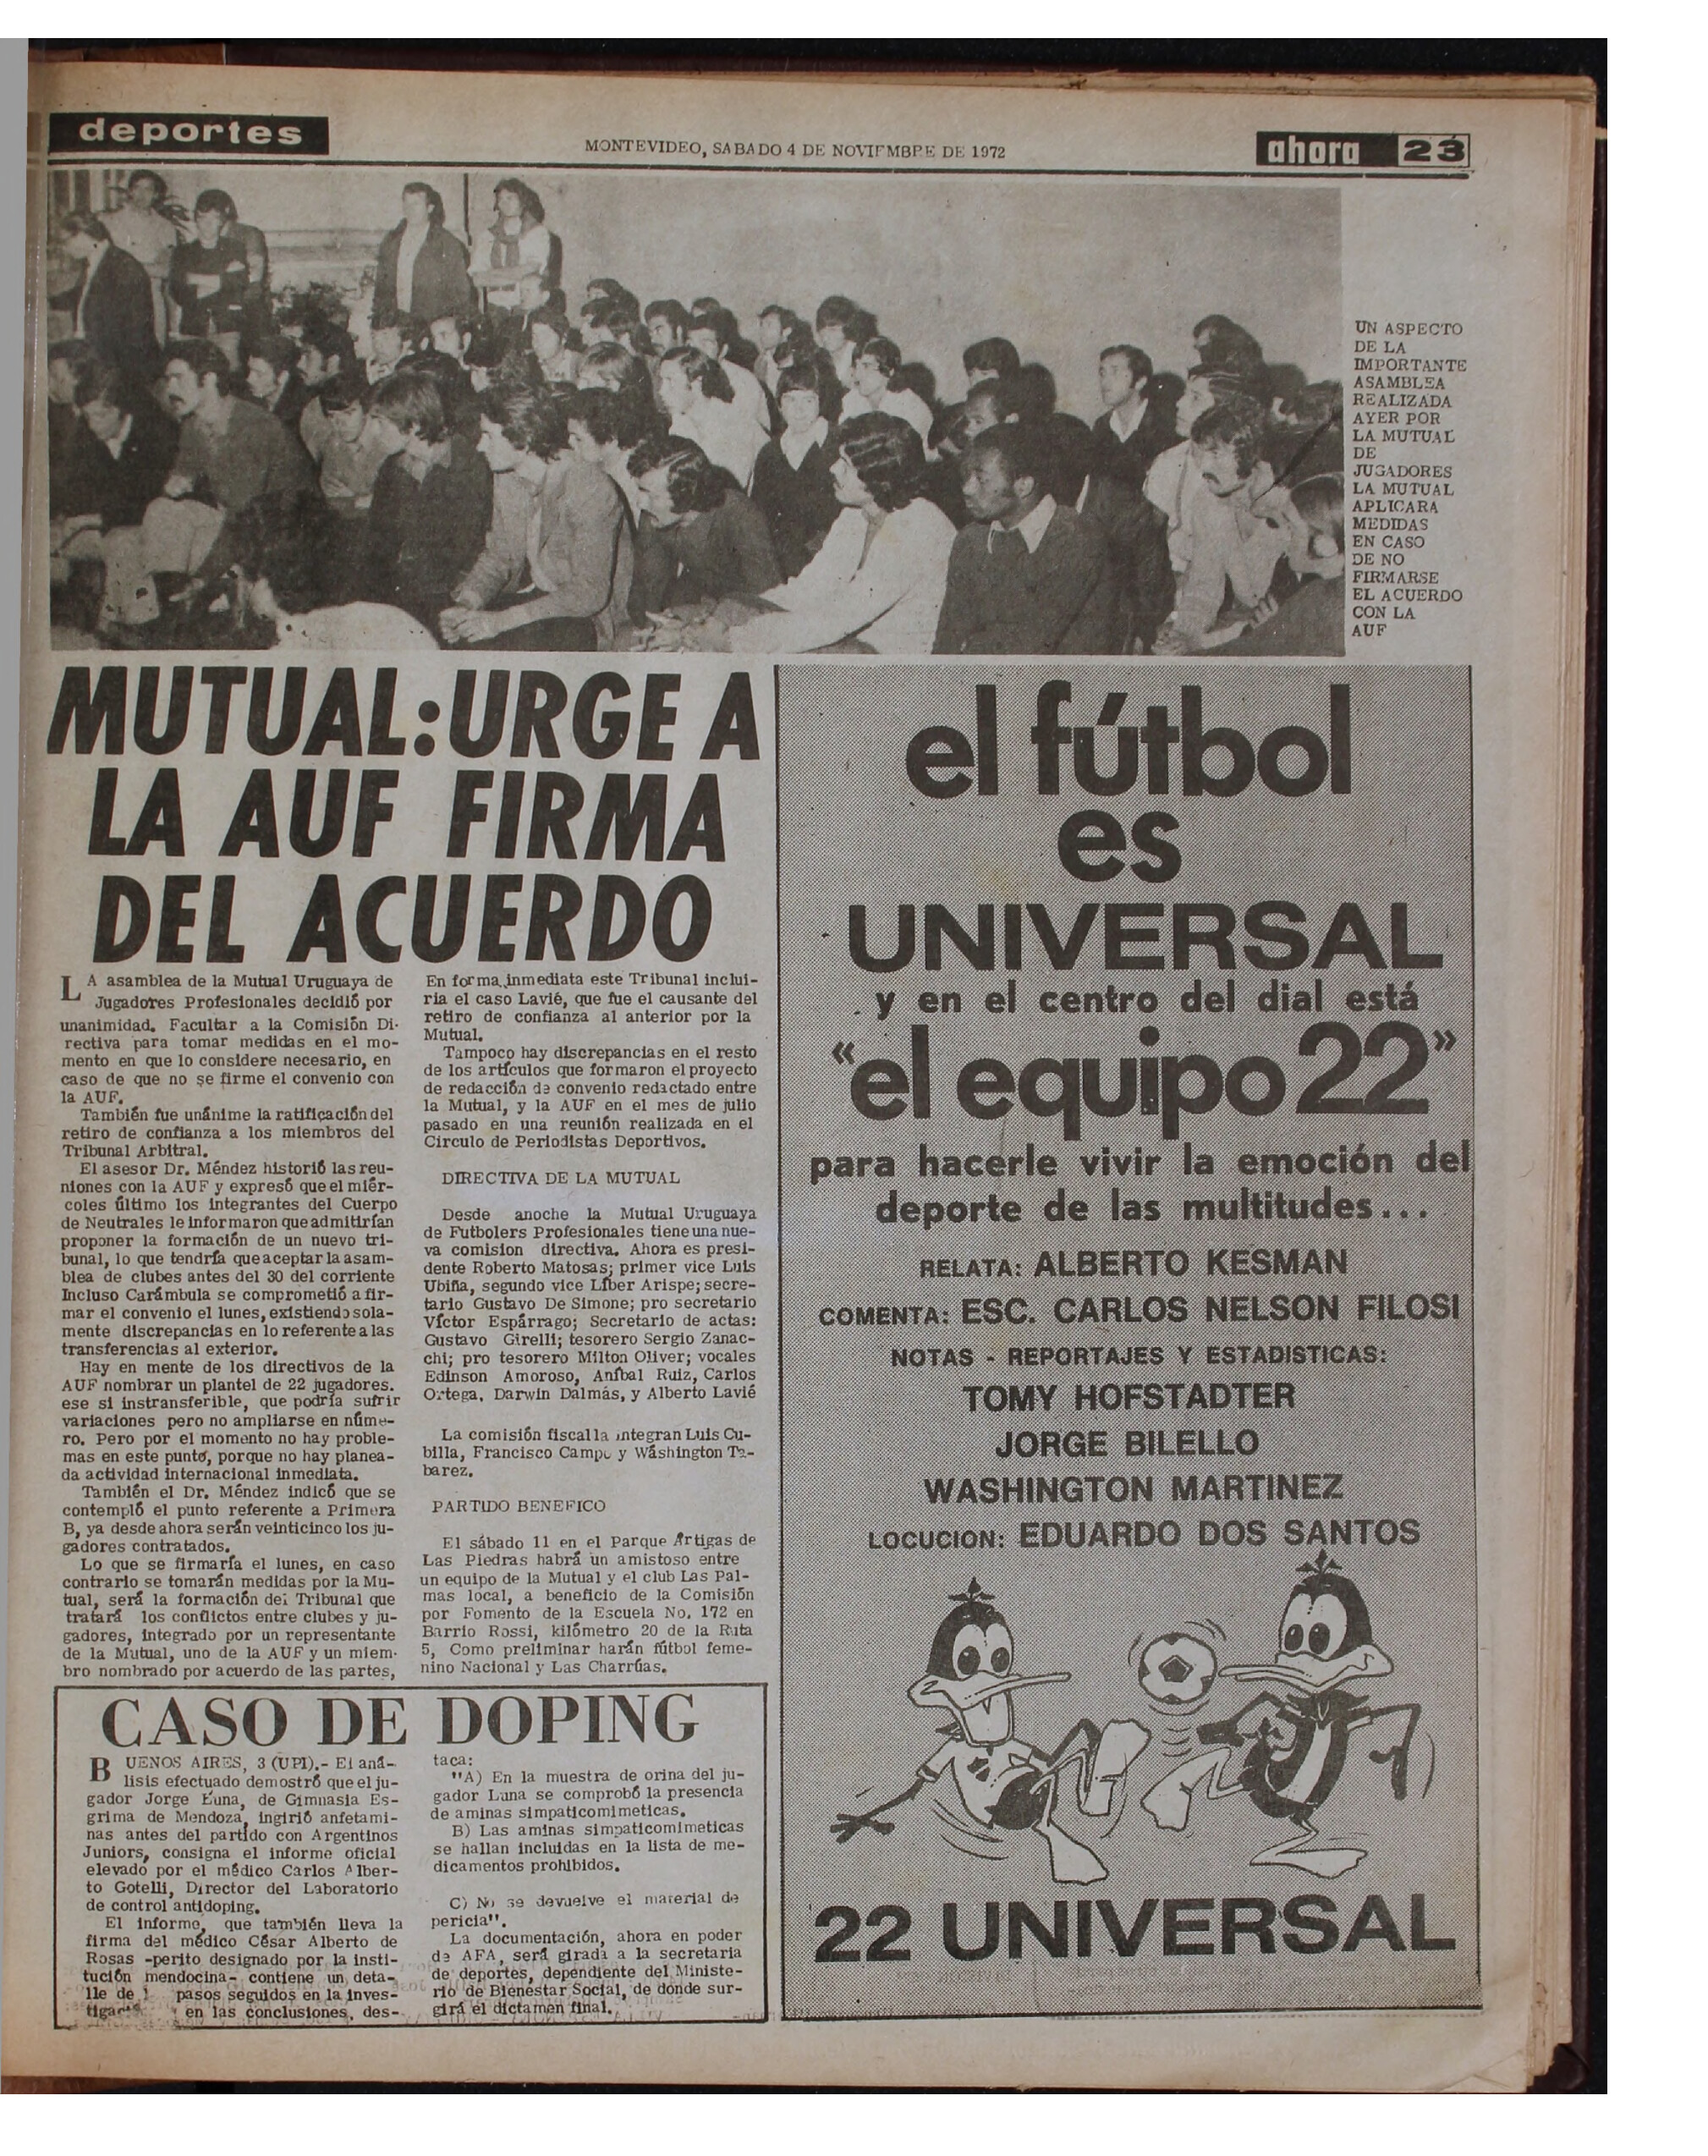 deportes
MONTEVIDEO, SABADO 4 DE NOVIEMBRE DE 1972
ahora 23
UN ASPECTO
DE LA
IMPORTANTE
ASAMBLEA
REALIZADA
AYER POR
LA MUTUAL
DE
JUGADORES
LA MUTUAL
APLICARA
MEDIDAS
EN CASO
DE NO
FIRMARSE
EL ACUERDO
CON LA
AUF
MUTUAL:URGE A
LA AUF FIRMA
DEL ACUERDO
LA asamblea de la Mutual Uruguaya de
Jugadores Profesionales decidió por
unanimidad. Facultar a la Comisión Di-
rectiva para tomar medidas en el mo-
mento en que lo considere necesario, en
caso de que no se firme el convenio con
la AUF.
También fue unánime la ratificación del
retiro de confianza a los miembros del
Tribunal Arbitral.
El asesor Dr. Méndez historió las reu-
niones con la AUF y expresó que el miér-
coles último los integrantes del Cuerpo
de Neutrales le informaron que admitirían
proponer la formación de un nuevo tri-
bunal, lo que tendría que aceptar la asam-
blea de clubes antes del 30 del corriente
Incluso Carámbula se comprometió a fir-
mar el convenio el lunes, existiendo sola-
mente discrepancias en lo referente a las
transferencias al exterior.
Hay en mente de los directivos de la
AUF nombrar un plantel de 22 jugadores.
ese si instransferible, que podría sufrir
variaciones pero no ampliarse en núme-
ro. Pero por el momento no hay proble-
mas en este punto, porque no hay planea-
da actividad internacional inmediata.
También el Dr. Méndez indicó que se
contempló el punto referente a Primera
B, ya desde ahora serán veinticinco los ju-
gadores contratados.
Lo que se firmaría el lunes, en caso
contrario se tomarán medidas por la Mu-
tual, será la formación del Tribunal que
tratará los conflictos entre clubes y ju-
gadores, integrado por un representante
de la Mutual, uno de la AUF y un miem-
bro nombrado por acuerdo de las partes,
En forma inmediata este Tribunal inclui-
ria el caso Lavié, que fue el causante del
retiro de confianza al anterior por la
Mutual.
Tampoco hay discrepancias en el resto
de los artículos que formaron el proyecto
de redacción de convenio redactado entre
la Mutual, y la AUF en el mes de julio
pasado en una reunión realizada en el
Círculo de Periodistas Deportivos.
DIRECTIVA DE LA MUTUAL
Desde anoche la Mutual Uruguaya
de Futbolers Profesionales tiene una nue-
va comision directiva. Ahora es presi-
dente Roberto Matosas; primer vice Luis
Ubiña, segundo vice Líber Arispe; secre-
tario Gustavo De Simone; pro secretario
Víctor Espárrago; Secretario de actas:
Gustavo Girelli; tesorero Sergio Zanac-
chi; pro tesorero Milton Oliver; vocales
Edinson Amoroso, Aníbal Ruiz, Carlos
Ortega, Darwin Dalmás, y Alberto Lavié
La comisión fiscal la integran Luis Cu-
billa, Francisco Campo y Wáshington Ta-
barez.
PARTIDO BENEFICO
El sábado 11 en el Parque Artigas de
Las Piedras habrá un amistoso entre
un equipo de la Mutual y el club Las Pal-
mas local, a beneficio de la Comisión
por Fomento de la Escuela No. 172 en
Barrio Rossi, kilómetro 20 de la Ruta
5, Como preliminar harán fútbol feme-
nino Nacional y Las Charrúas.
CASO DE DOPING
BUENOS AIRES, 3 (UPI).- El aná-
lisis efectuado demostró que el ju-
gador Jorge Luna, de Gimnasia Es-
grima de Mendoza, ingirió anfetami-
nas antes del partido con Argentinos
Juniors, consigna el informe oficial
elevado por el médico Carlos Alber-
to Gotelli, Director del Laboratorio
de control antidoping.
El informe, que también lleva la
firma del médico César Alberto de
Rosas -perito designado por la insti-
tución mendocina- contiene un deta-
lle de pasos seguidos en la inves-
en las conclusiones, des-
taca:
"A) En la muestra de orina del ju-
gador Luna se comprobó la presencia
de aminas simpaticomimeticas.
B) Las aminas simpaticomimeticas
se hallan incluidas en la lista de me-
dicamentos prohibidos.
C) No se devuelve el material de
pericia".
La documentación, ahora en poder
de AFA, será girada a la secretaria
de deportes, dependiente del Ministe-
rio de Bienestar Social, de donde sur-
girá el dictamen final.
el fútbol
es
UNIVERSAL
y en el centro del dial está
"el equipo 22"
para hacerle vivir la emoción del
deporte de las multitudes...
RELATA: ALBERTO KESMAN
COMENTA: ESC. CARLOS NELSON FILOSI
NOTAS - REPORTAJES Y ESTADISTICAS:
TOMY HOFSTADTER
JORGE BILELLO
WASHINGTON MARTINEZ
LOCUCION: EDUARDO DOS SANTOS
22 UNIVERSAL